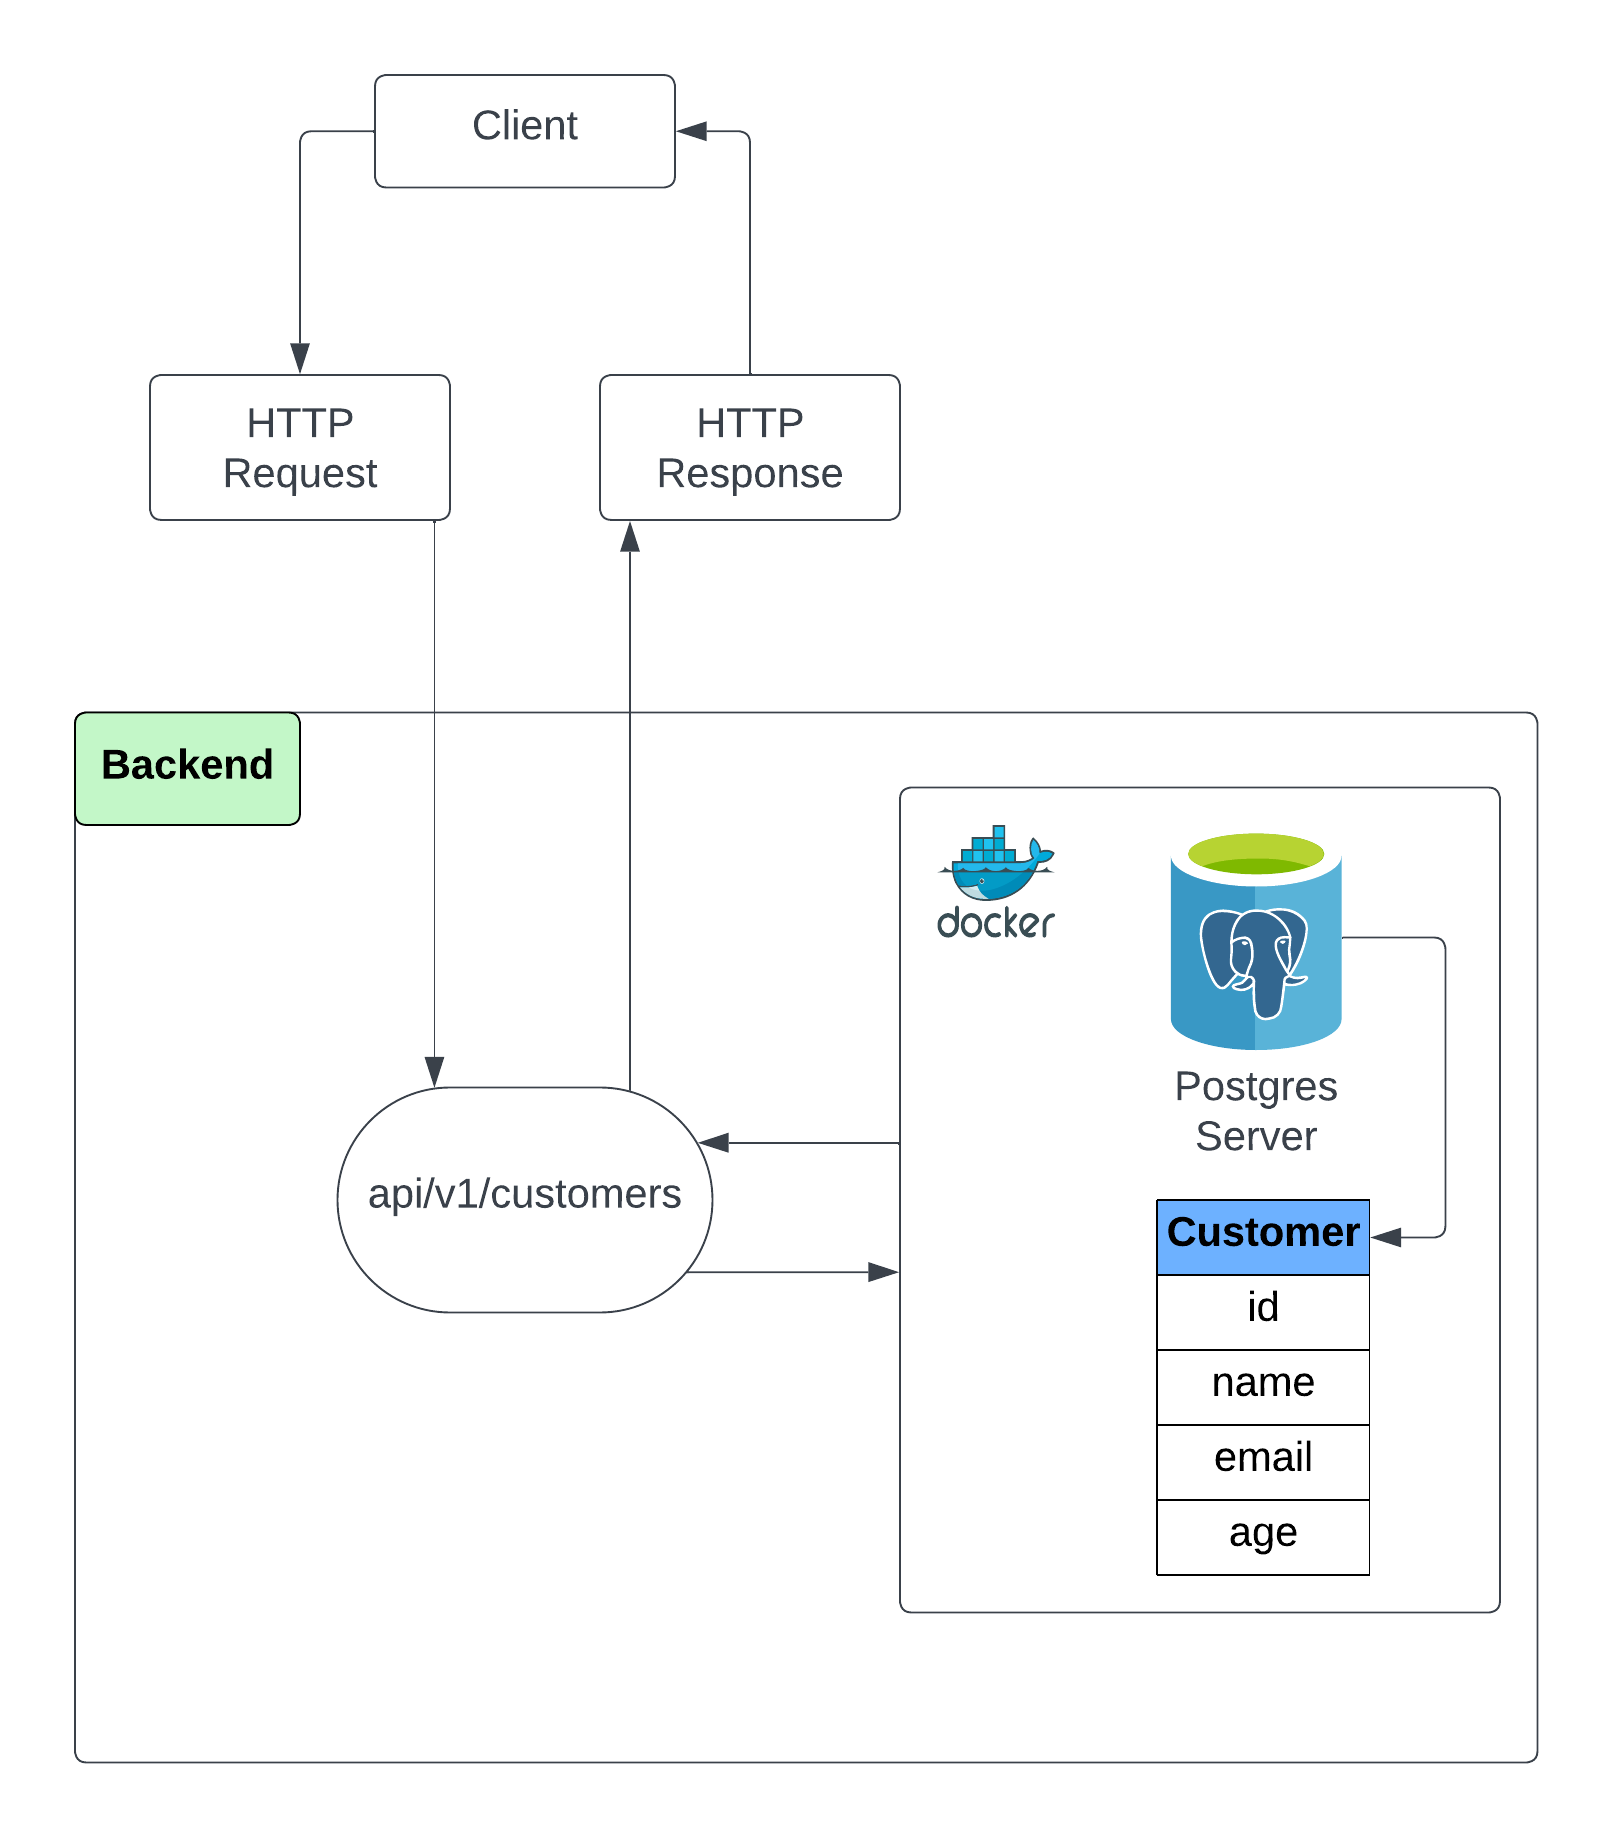 Client
HTTP
Request
HTTP
Response
Backend
docker
Postgres
Server
api/v1/customers
Customer
id
name
email
age